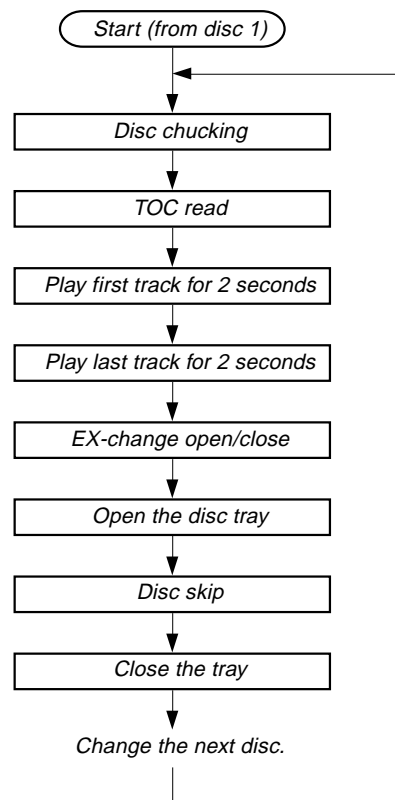 Start (from disc 1)
Disc chucking
TOC read
Play first track for 2 seconds
Play last track for 2 seconds
EX-change open/close
Open the disc tray
Disc skip
Close the tray
Change the next disc.